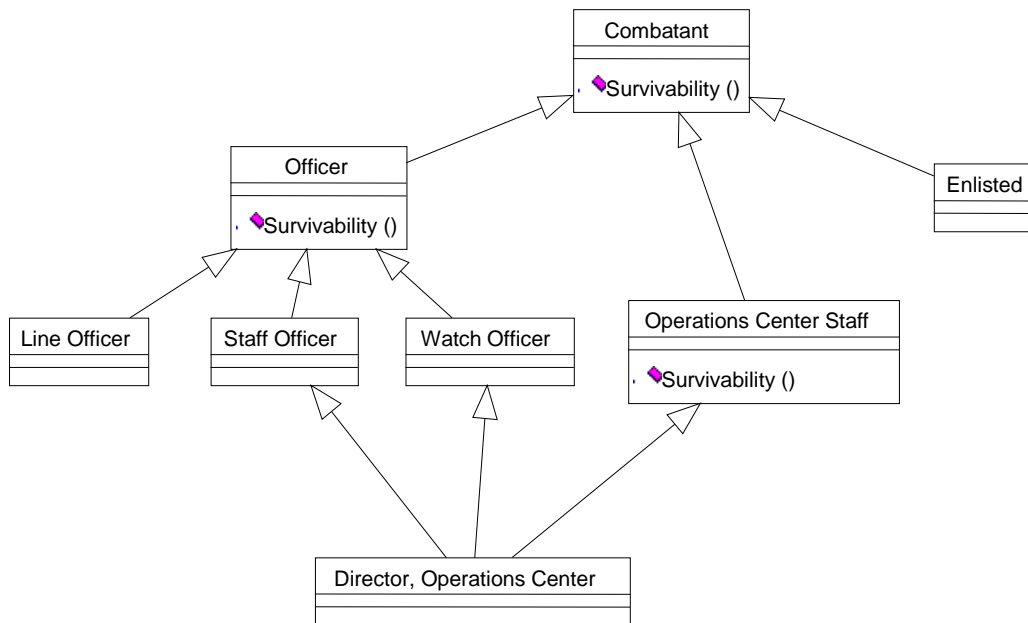 Combatant
Survivability ()
Officer
Survivability ()
Enlisted
Line Officer
Staff Officer
Watch Officer
Operations Center Staff
Survivability ()
Director, Operations Center